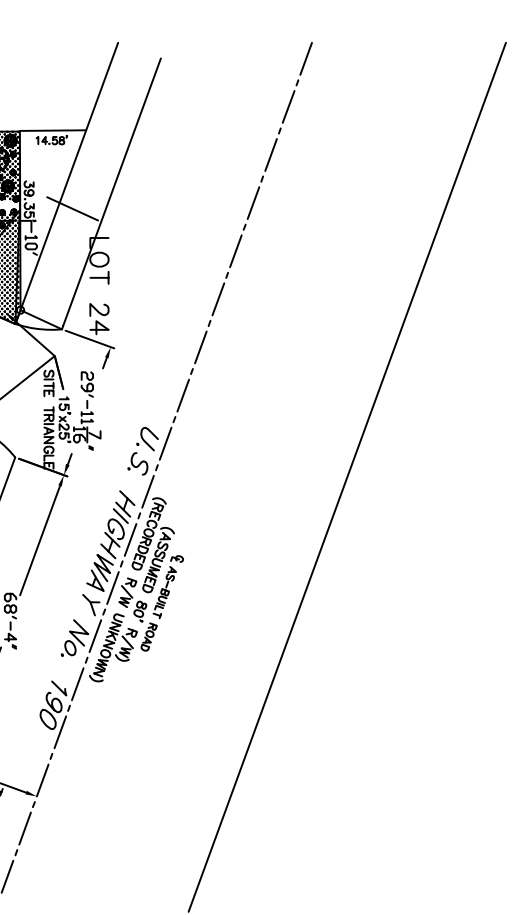 14.58'
39.35'
10'
LOT 24
29'-11 7/16"
15'x25'
SITE TRIANGLE
U.S. HIGHWAY No. 190
℄ AS-BUILT ROAD
(ASSUMED 80' R/W)
(RECORDED R/W UNKNOWN)
68'-4"